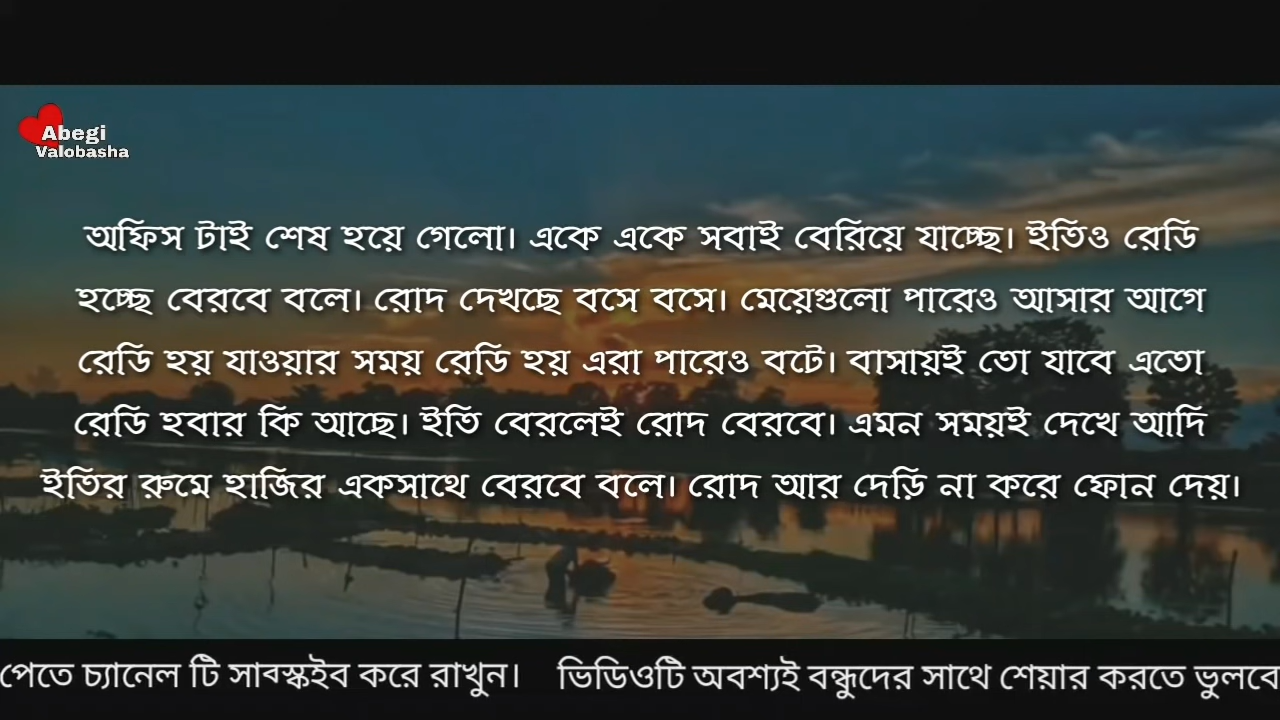 Abegi
Valobasha
অফিস টাই শেষ হয়ে গেলো। একে একে সবাই বেরিয়ে যাচ্ছে। ইতিও রেডি
হচ্ছে বেরবে বলে। রোদ দেখছে বসে বসে। মেয়েগুলো পারেও আসার আগে
রেডি হয় যাওয়ার সময় রেডি হয় এরা পারেও বটে। বাসায়ই তো যাবে এতো
রেডি হবার কি আছে। ইতি বেরলেই রোদ বেরবে। এমন সময়ই দেখে আদি
ইতির রুমে হাজির একসাথে বেরবে বলে। রোদ আর দেড়ি না করে ফোন দেয়।
পেতে চ্যানেল টি সাবস্ক্রইব করে রাখুন। ভিডিওটি অবশ্যই বন্ধুদের সাথে শেয়ার করতে ভুলবে